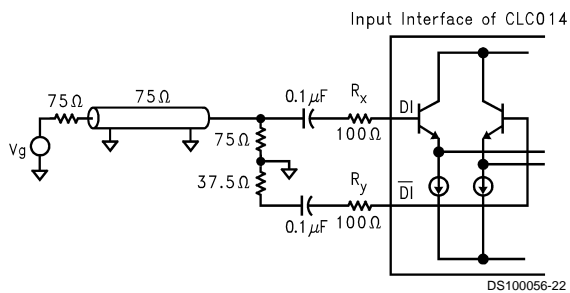 Input Interface of CLC014
75Ω
75Ω
0.1μF
Rx
DI
100Ω
75Ω
Vg
37.5Ω
Ry
DI
0.1μF
100Ω
DS100056-22